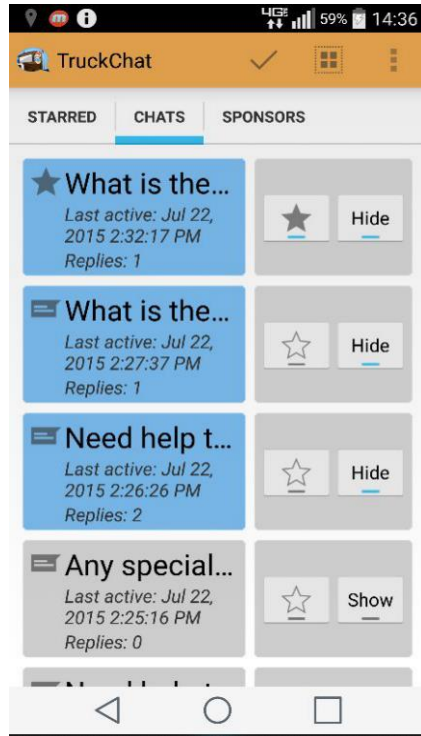 4GE 59% 14:36
TruckChat
STARRED CHATS SPONSORS
What is the...
Last active: Jul 22,
2015 2:32:17 PM
Replies: 1
Hide
What is the...
Last active: Jul 22,
2015 2:27:37 PM
Replies: 1
Hide
Need help t...
Last active: Jul 22,
2015 2:26:26 PM
Replies: 2
Hide
Any special...
Last active: Jul 22,
2015 2:25:16 PM
Replies: 0
Show